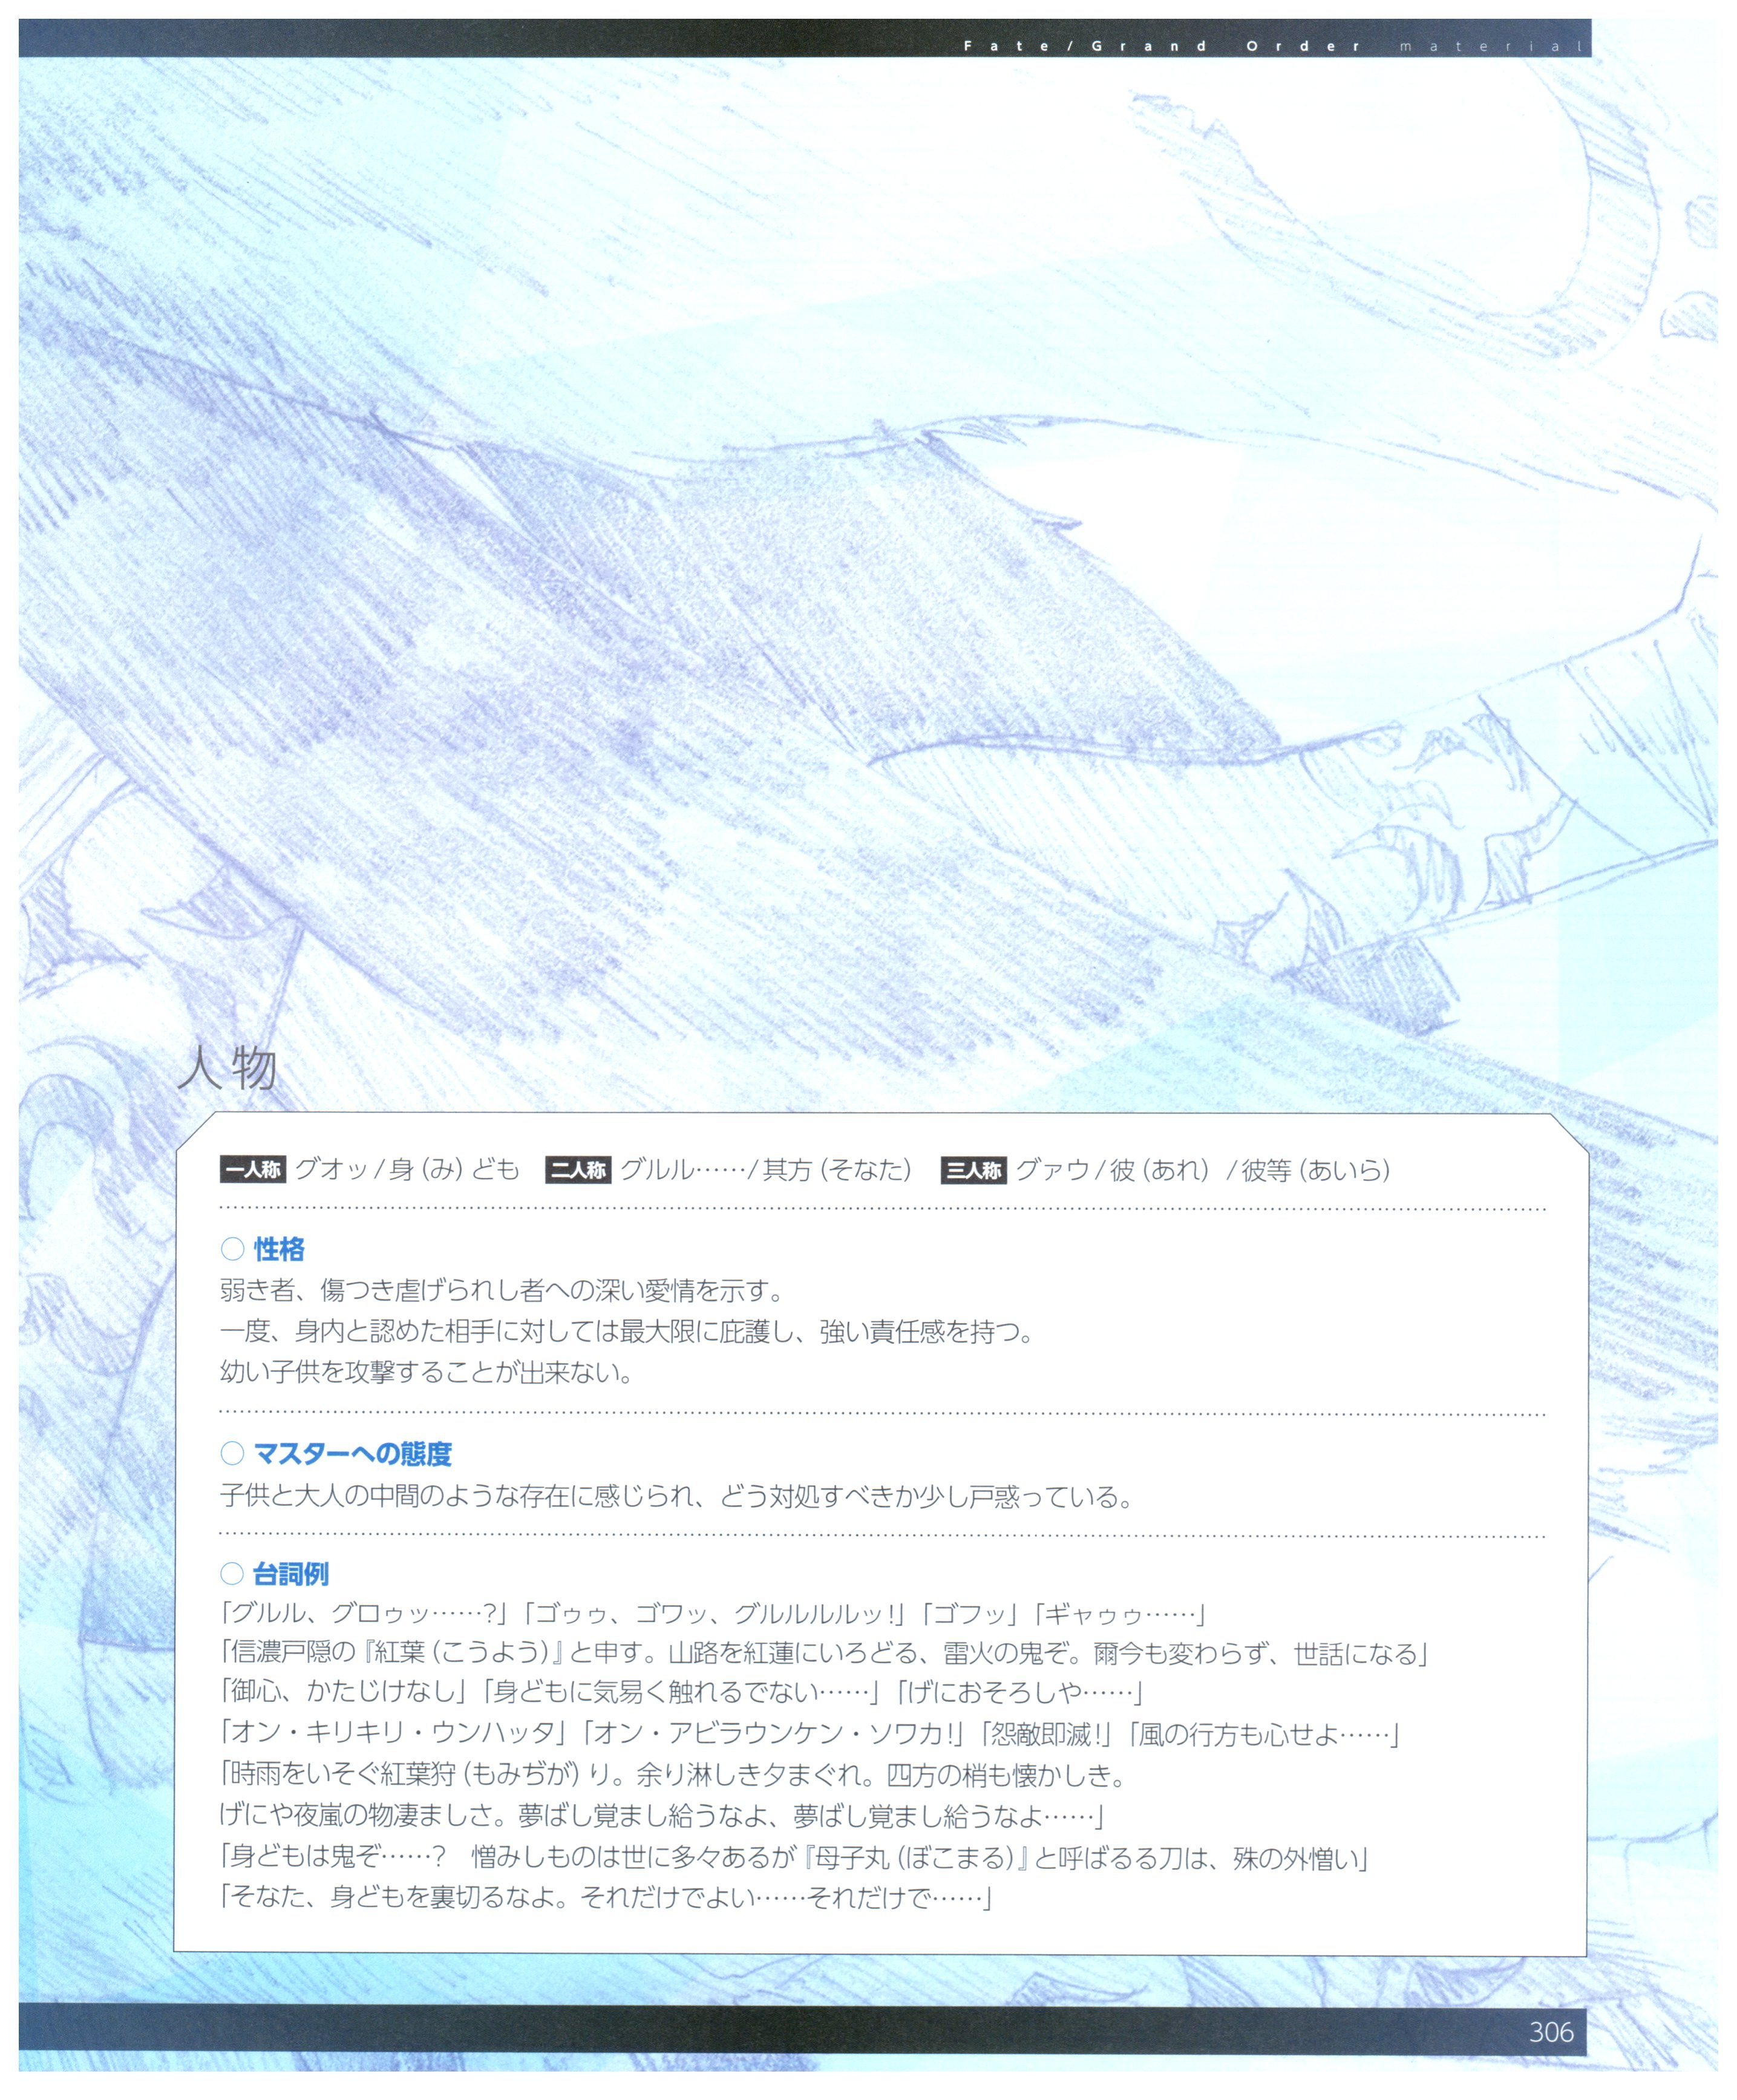 Fate/Grand Order material
人物
一人称 グオッ/身(み)ども 二人称 グルル……/其方(そなた) 三人称 グァウ/彼(あれ) /彼等(あいら)
○ 性格
弱き者、傷つき虐げられし者への深い愛情を示す。
一度、身内と認めた相手に対しては最大限に庇護し、強い責任感を持つ。
幼い子供を攻撃することが出来ない。
○ マスターへの態度
子供と大人の中間のような存在に感じられ、どう対処すべきか少し戸惑っている。
○ 台詞例
「グルル、グロゥッ……?」「ゴゥゥ、ゴワッ、グルルルルッ!」「ゴフッ」「ギャゥゥ……」
「信濃戸隠の『紅葉(こうよう)』と申す。山路を紅蓮にいろどる、雷火の鬼ぞ。爾今も変わらず、世話になる」
「御心、かたじけなし」「身どもに気易く触れるでない……」「げにおそろしや……」
「オン・キリキリ・ウンハッタ」「オン・アビラウンケン・ソワカ!」「怨敵即滅!」「風の行方も心せよ……」
「時雨をいそぐ紅葉狩(もみぢが)り。余り淋しき夕まぐれ。四方の梢も懐かしき。
げにや夜嵐の物凄ましさ。夢ばし覚まし給うなよ、夢ばし覚まし給うなよ……」
「身どもは鬼ぞ……? 憎みしものは世に多々あるが『母子丸(ぼこまる)』と呼ばるる刀は、殊の外憎い」
「そなた、身どもを裏切るなよ。それだけでよい……それだけで……」
306